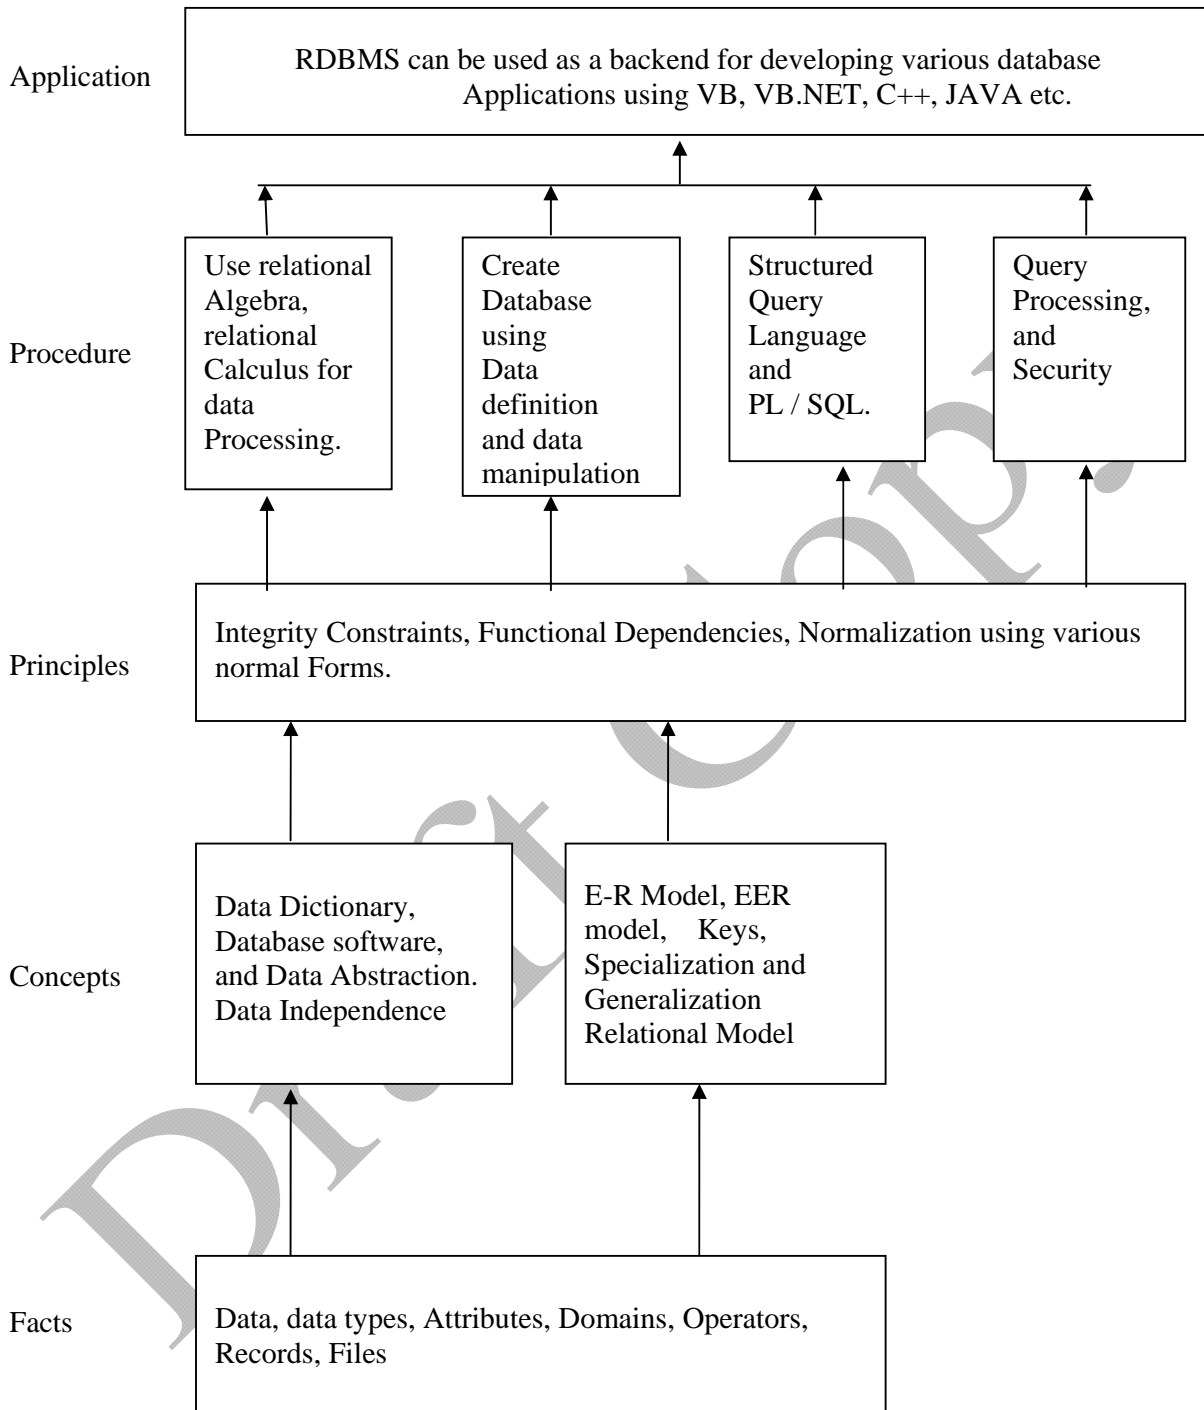 Application
RDBMS can be used as a backend for developing various database
Applications using VB, VB.NET, C++, JAVA etc.
Procedure
Use relational
Algebra,
relational
Calculus for
data
Processing.
Create
Database
using
Data
definition
and data
manipulation
Structured
Query
Language
and
PL / SQL.
Query
Processing,
and
Security
Principles
Integrity Constraints, Functional Dependencies, Normalization using various
normal Forms.
Concepts
Data Dictionary,
Database software,
and Data Abstraction.
Data Independence
E-R Model, EER
model, Keys,
Specialization and
Generalization
Relational Model
Facts
Data, data types, Attributes, Domains, Operators,
Records, Files
Draft Copy